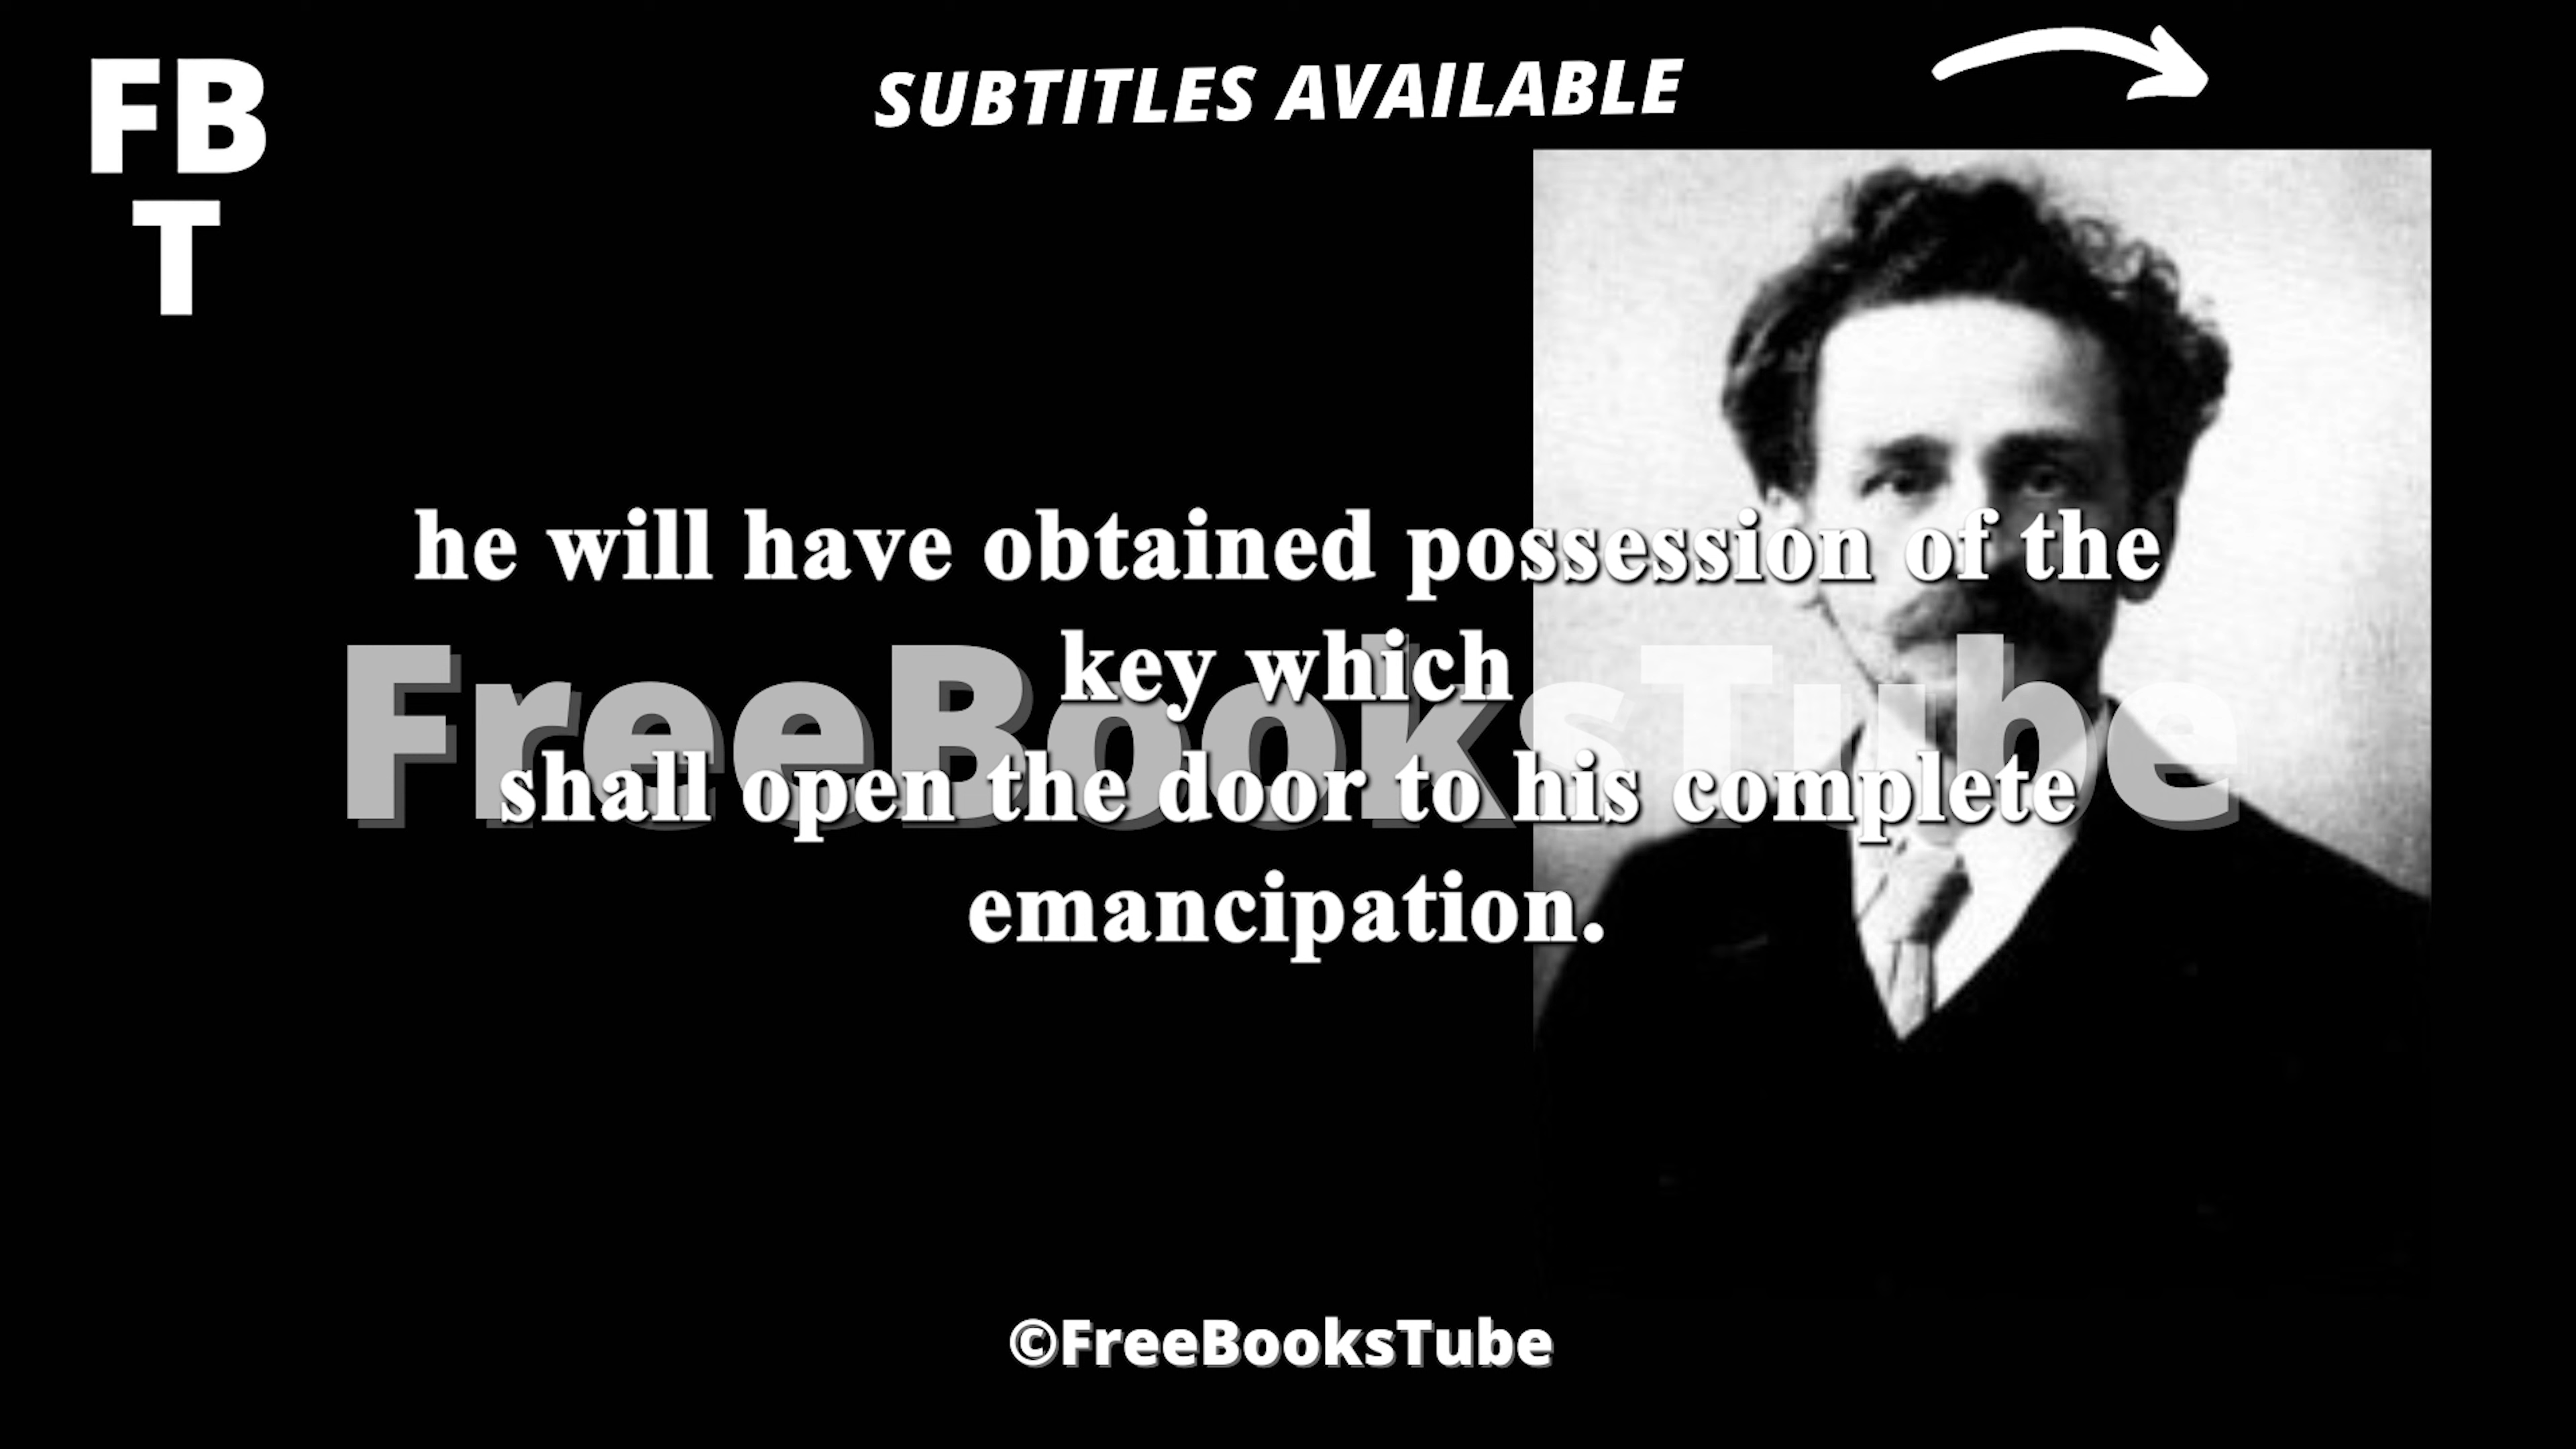 FB
T
SUBTITLES AVAILABLE
he will have obtained possession of the
key which
FreeBooksTube
shall open the door to his complete
emancipation.
©FreeBooksTube